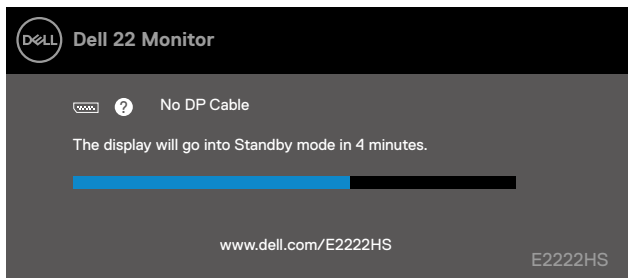 DELL Dell 22 Monitor
? No DP Cable
The display will go into Standby mode in 4 minutes.
www.dell.com/E2222HS
E2222HS